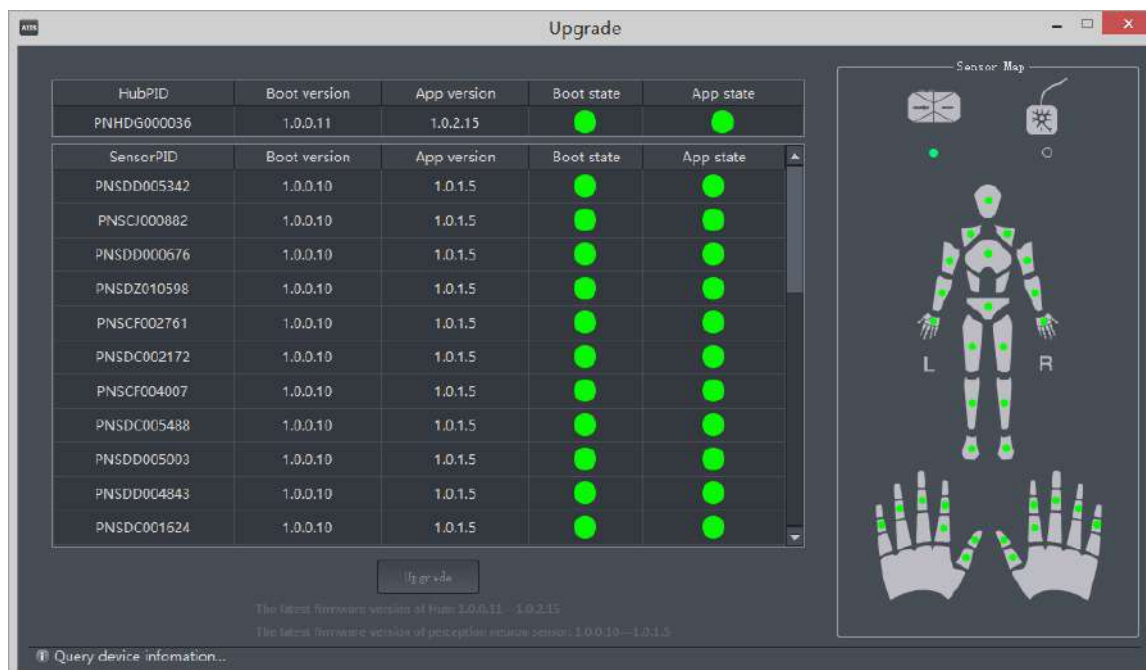 AXIS
Upgrade
HubPID Boot version App version Boot state App state
PNHDG000036 1.0.0.11 1.0.2.15
SensorPID Boot version App version Boot state App state
PNSDD005342 1.0.0.10 1.0.1.5
PNSCJ000882 1.0.0.10 1.0.1.5
PNSDD000676 1.0.0.10 1.0.1.5
PNSDZ010598 1.0.0.10 1.0.1.5
PNSCF002761 1.0.0.10 1.0.1.5
PNSDC002172 1.0.0.10 1.0.1.5
PNSCF004007 1.0.0.10 1.0.1.5
PNSDC005488 1.0.0.10 1.0.1.5
PNSDD005003 1.0.0.10 1.0.1.5
PNSDD004843 1.0.0.10 1.0.1.5
PNSDC001624 1.0.0.10 1.0.1.5
Upgrade
The latest firmware version of Hub: 1.0.0.11---1.0.2.15
The latest firmware version of perception neuron sensor: 1.0.0.10---1.0.1.5
Query device infomation...
Sensor Map
L R